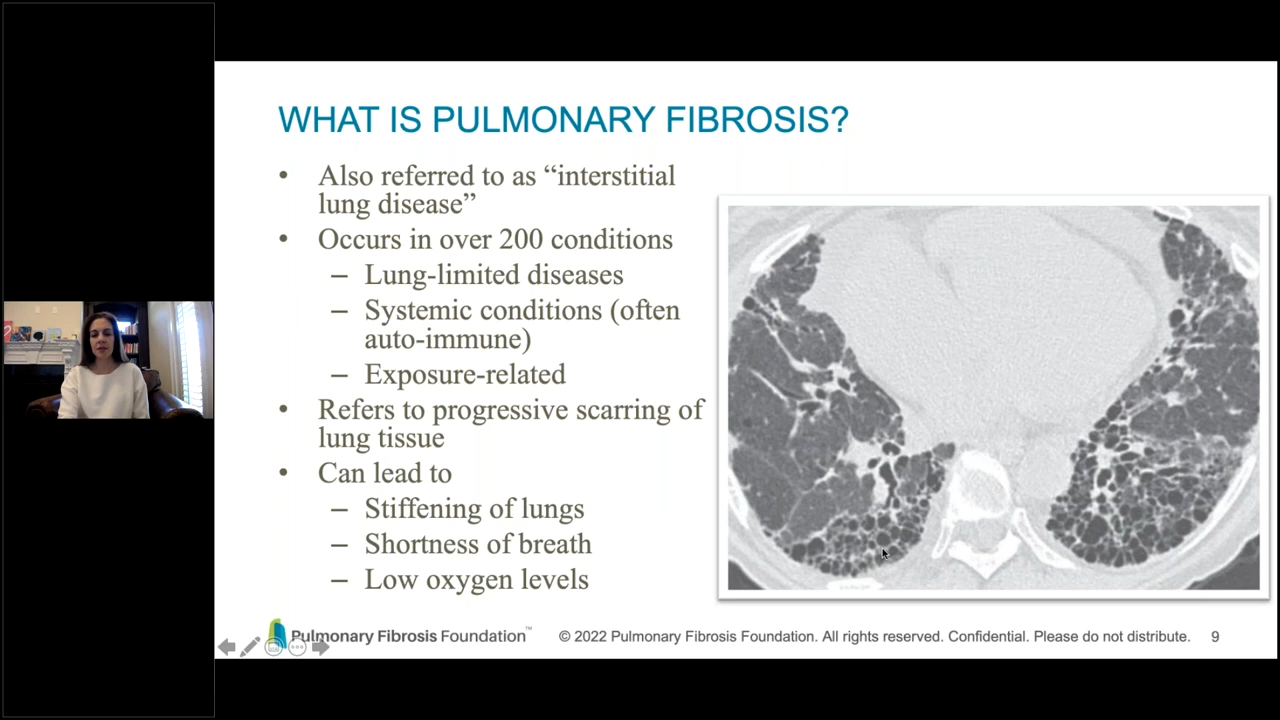 WHAT IS PULMONARY FIBROSIS?
• Also referred to as “interstitial
lung disease”
• Occurs in over 200 conditions
– Lung-limited diseases
– Systemic conditions (often
auto-immune)
– Exposure-related
• Refers to progressive scarring of
lung tissue
• Can lead to
– Stiffening of lungs
– Shortness of breath
– Low oxygen levels
Pulmonary Fibrosis Foundation™
© 2022 Pulmonary Fibrosis Foundation. All rights reserved. Confidential. Please do not distribute. 9